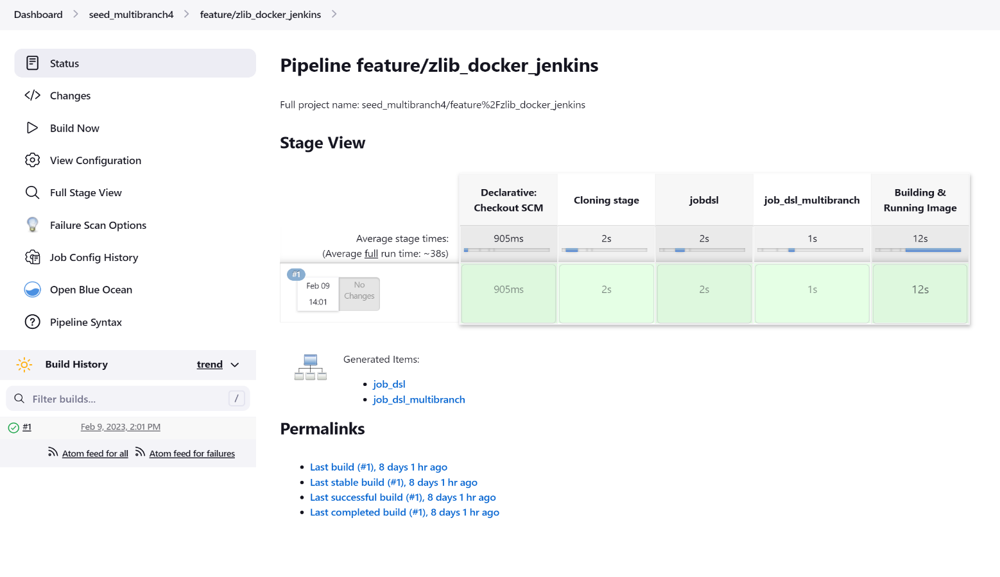 Dashboard
seed_multibranch4
feature/zlib_docker_jenkins
Status
Changes
Build Now
View Configuration
Full Stage View
Failure Scan Options
Job Config History
Open Blue Ocean
Pipeline Syntax
Build History
trend
Filter builds...
/
#1
Feb 9, 2023, 2:01 PM
Atom feed for all
Atom feed for failures
Pipeline feature/zlib_docker_jenkins
Full project name: seed_multibranch4/feature%2Fzlib_docker_jenkins
Stage View
Declarative:
Checkout SCM
Cloning stage
jobdsl
job_dsl_multibranch
Building &
Running Image
Average stage times:
(Average full run time: ~38s)
905ms
2s
2s
1s
12s
#1
Feb 09
14:01
No
Changes
905ms
2s
2s
1s
12s
Generated Items:
job_dsl
job_dsl_multibranch
Permalinks
Last build (#1), 8 days 1 hr ago
Last stable build (#1), 8 days 1 hr ago
Last successful build (#1), 8 days 1 hr ago
Last completed build (#1), 8 days 1 hr ago